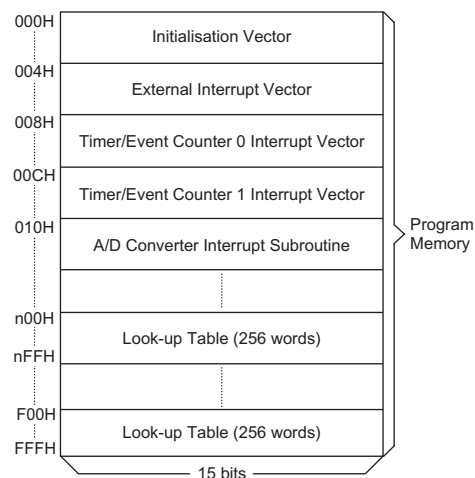 000H
Initialisation Vector
004H
External Interrupt Vector
008H
Timer/Event Counter 0 Interrupt Vector
00CH
Timer/Event Counter 1 Interrupt Vector
010H
A/D Converter Interrupt Subroutine
Program
Memory
n00H
Look-up Table (256 words)
nFFH
F00H
Look-up Table (256 words)
FFFH
15 bits